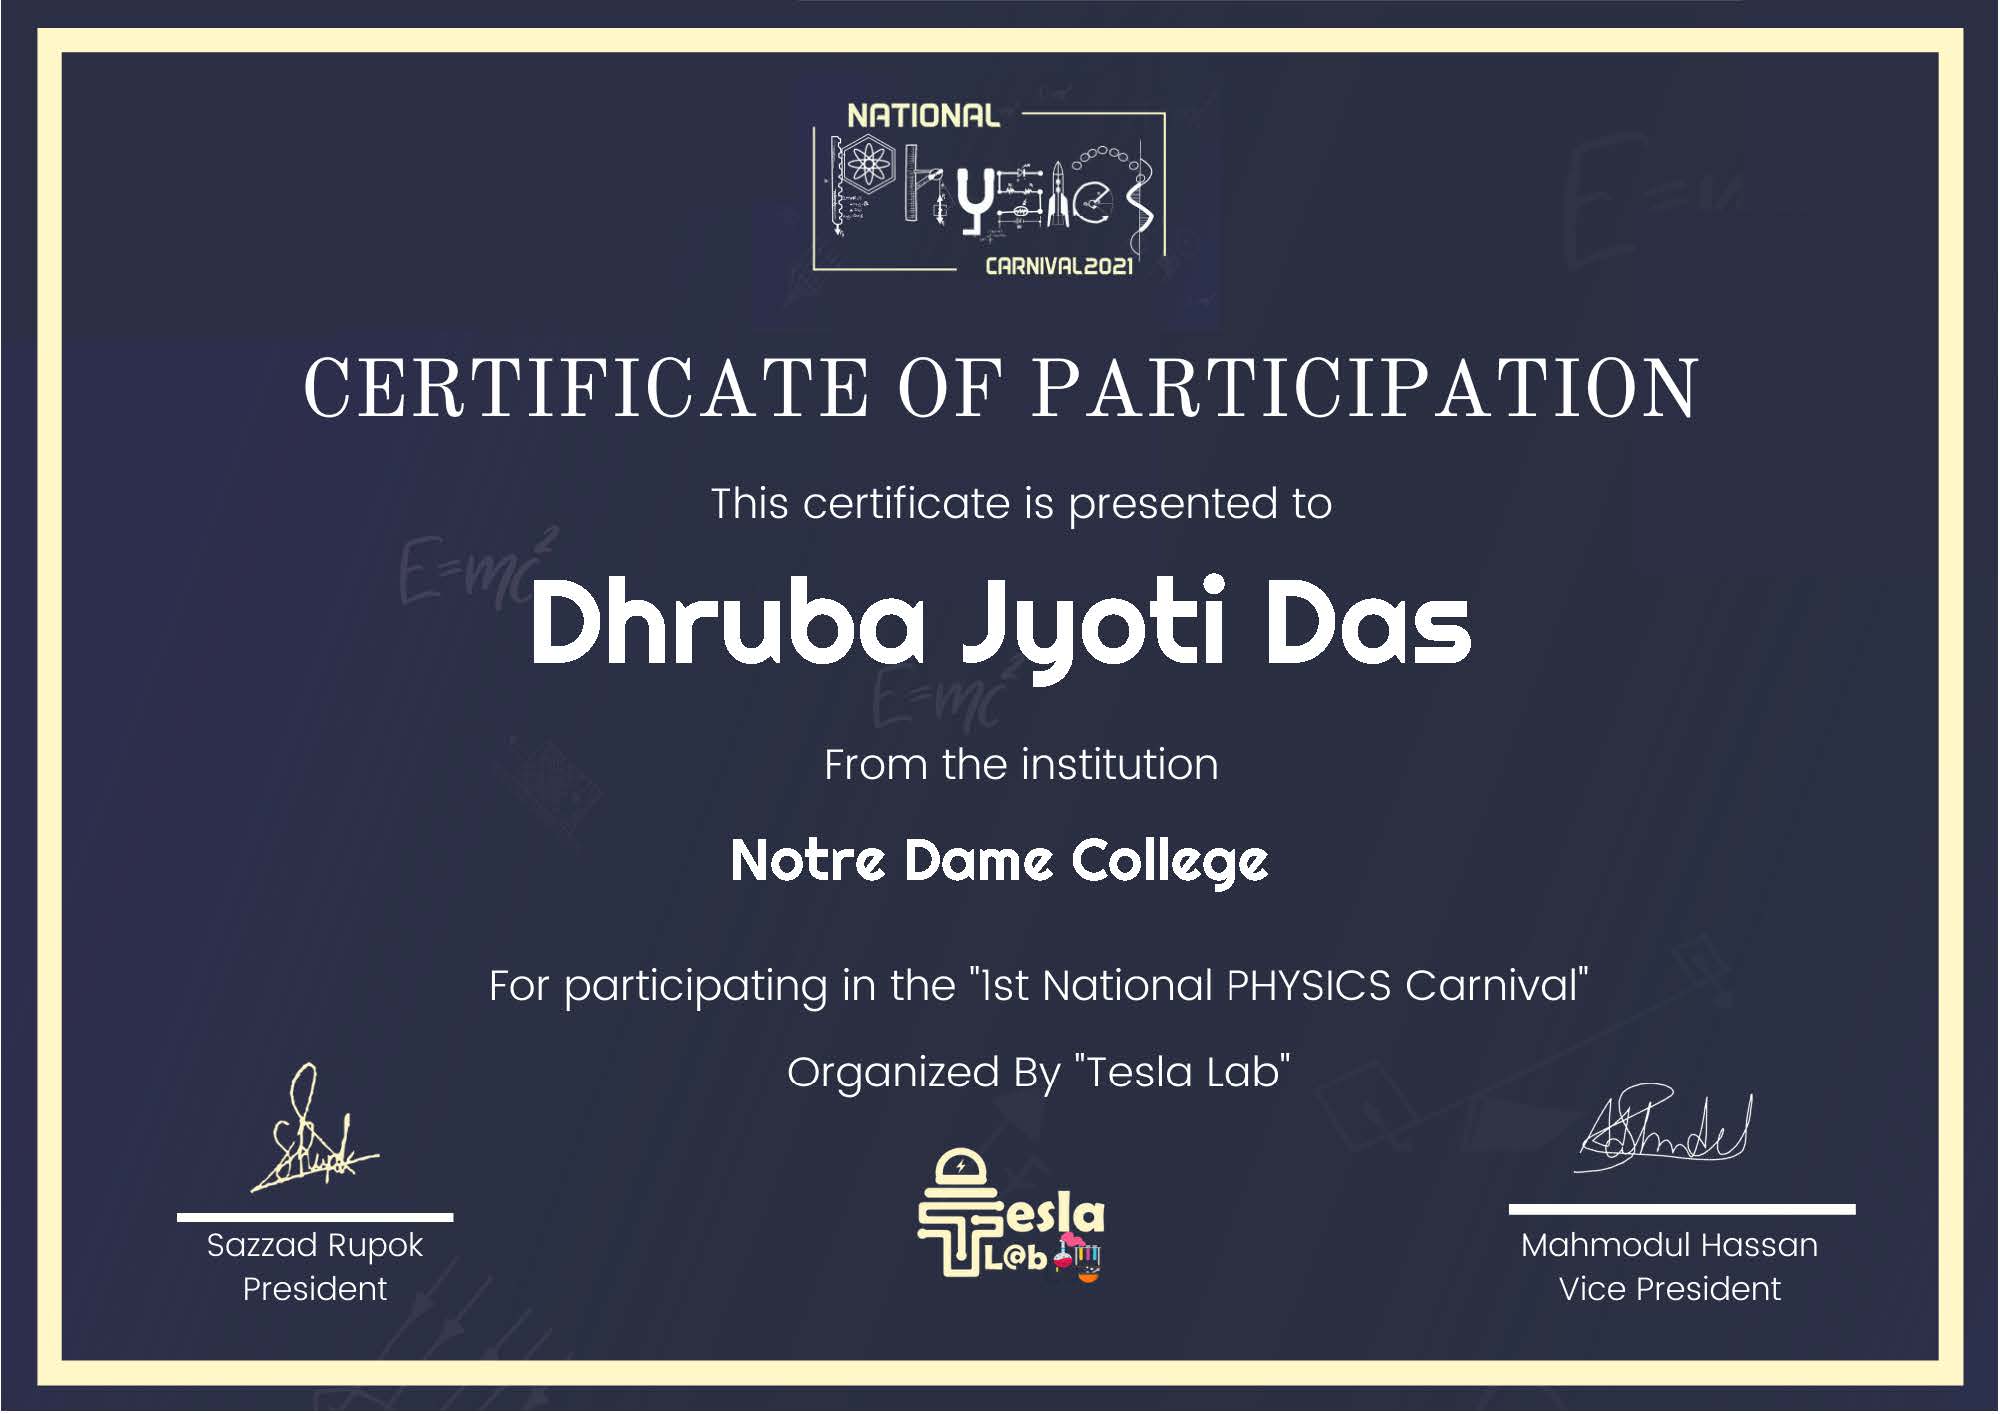 NATIONAL
Physics
CARNIVAL2021
CERTIFICATE OF PARTICIPATION
This certificate is presented to
E=mc²
Dhruba Jyoti Das
E=mc²
From the institution
Notre Dame College
For participating in the "1st National PHYSICS Carnival"
Organized By "Tesla Lab"
Tesla
L@b
Sazzad Rupok
President
Mahmodul Hassan
Vice President